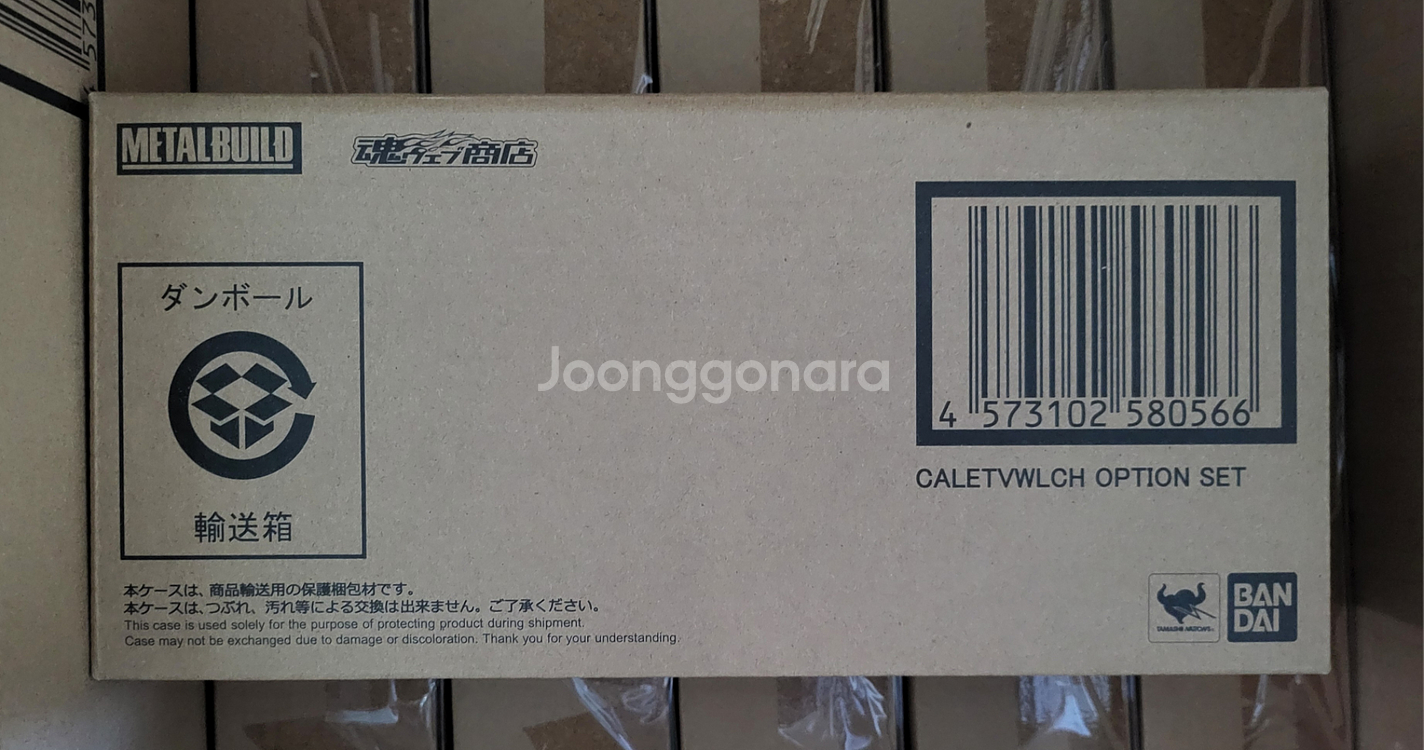 573
METAL BUILD
魂ウェブ商店
ダンボール
輸送箱
Joonggonara
4 573102 580566
CALETVWLCH OPTION SET
本ケースは、商品輸送用の保護梱包材です。
本ケースは、つぶれ、汚れ等による交換は出来ません。ご了承ください。
This case is used solely for the purpose of protecting product during shipment.
Case may not be exchanged due to damage or discoloration. Thank you for your understanding.
TAMASHII NATIONS
BAN
DAI